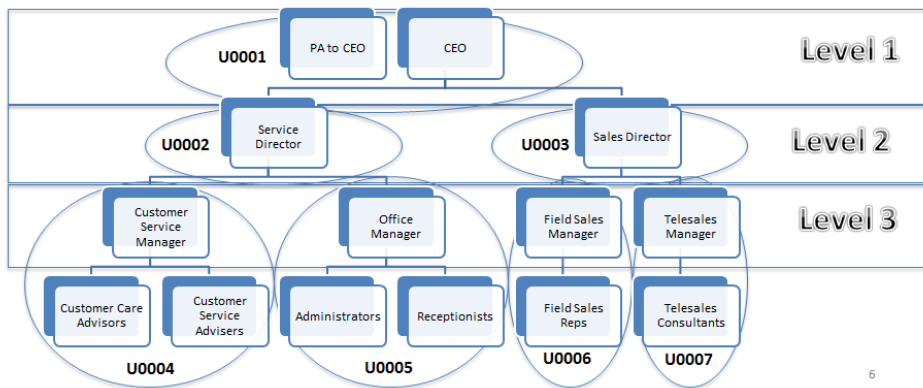 U0001
PA to CEO
CEO
Level 1
U0002
Service
Director
U0003
Sales Director
Level 2
Customer
Service
Manager
Office
Manager
Field Sales
Manager
Telesales
Manager
Level 3
Customer Care
Advisors
Customer
Service
Advisers
Administrators
Receptionists
Field Sales
Reps
Telesales
Consultants
U0004
U0005
U0006
U0007
6